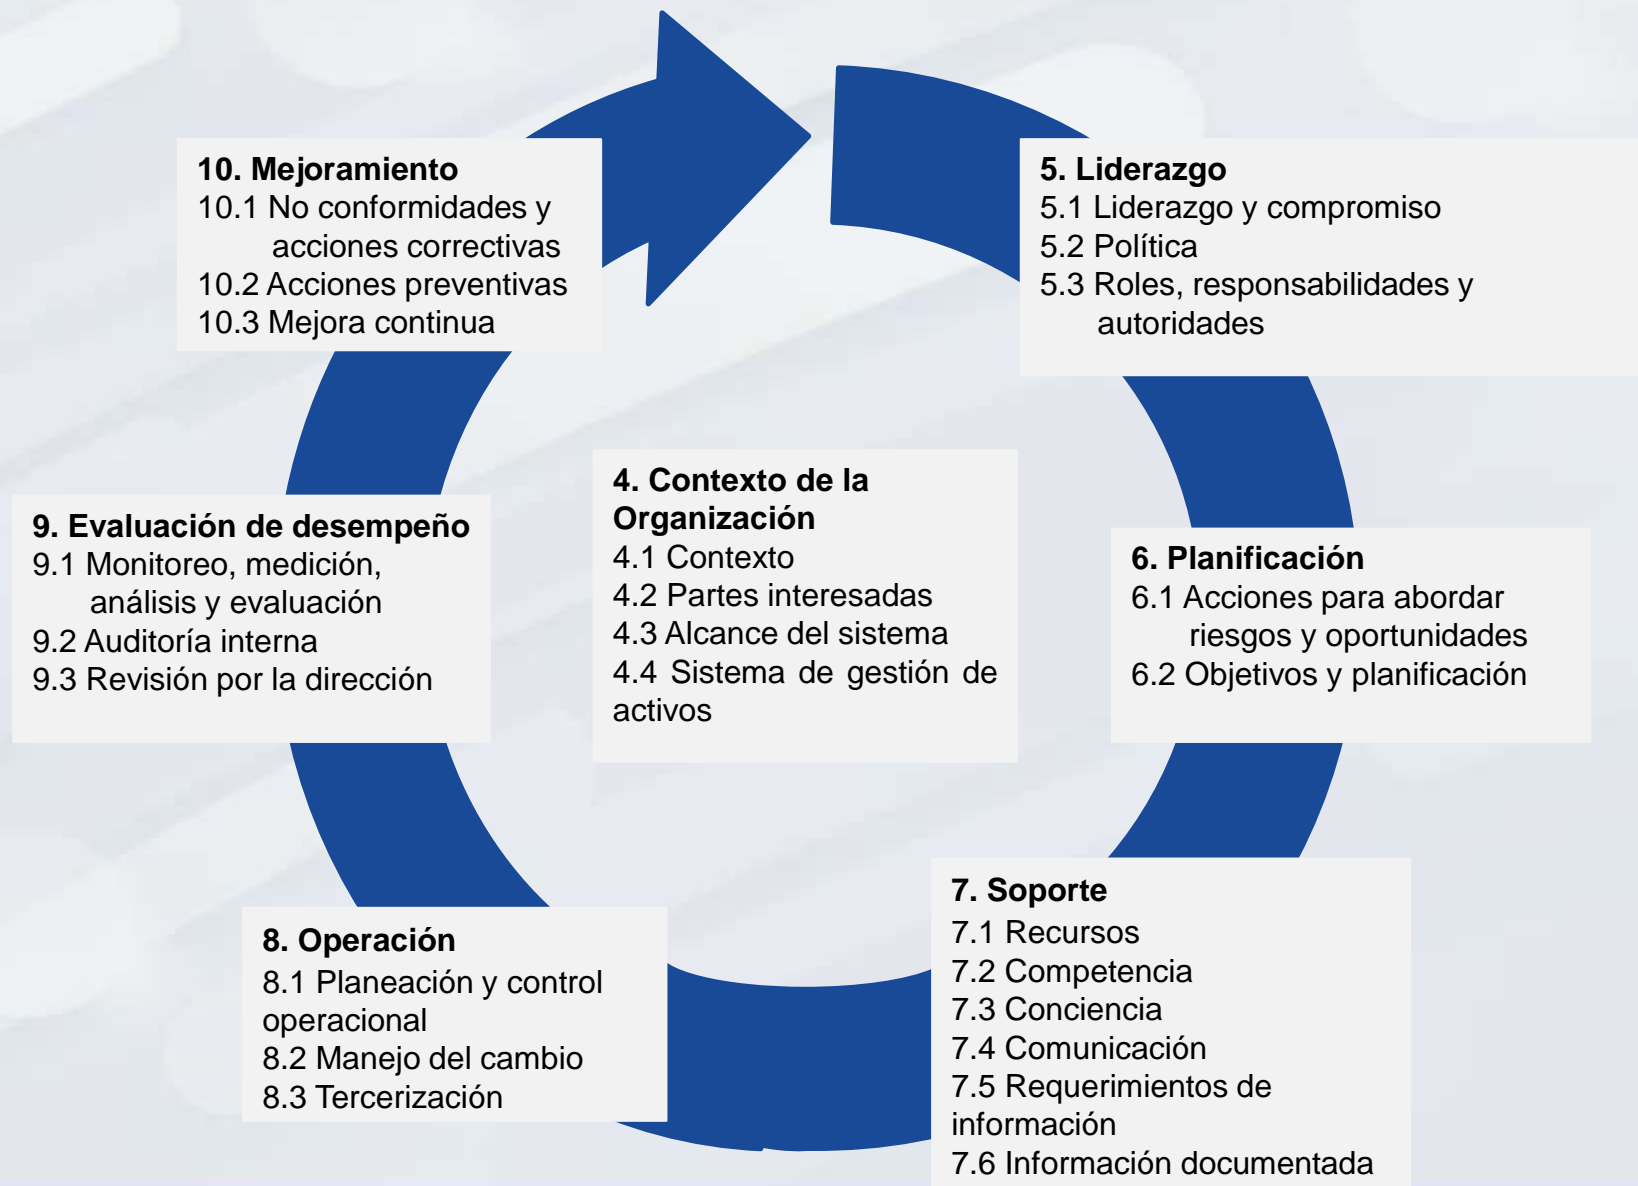 10. Mejoramiento
10.1 No conformidades y
acciones correctivas
10.2 Acciones preventivas
10.3 Mejora continua
5. Liderazgo
5.1 Liderazgo y compromiso
5.2 Política
5.3 Roles, responsabilidades y
autoridades
4. Contexto de la
Organización
4.1 Contexto
4.2 Partes interesadas
4.3 Alcance del sistema
4.4 Sistema de gestión de
activos
9. Evaluación de desempeño
9.1 Monitoreo, medición,
análisis y evaluación
9.2 Auditoría interna
9.3 Revisión por la dirección
6. Planificación
6.1 Acciones para abordar
riesgos y oportunidades
6.2 Objetivos y planificación
8. Operación
8.1 Planeación y control
operacional
8.2 Manejo del cambio
8.3 Tercerización
7. Soporte
7.1 Recursos
7.2 Competencia
7.3 Conciencia
7.4 Comunicación
7.5 Requerimientos de
información
7.6 Información documentada